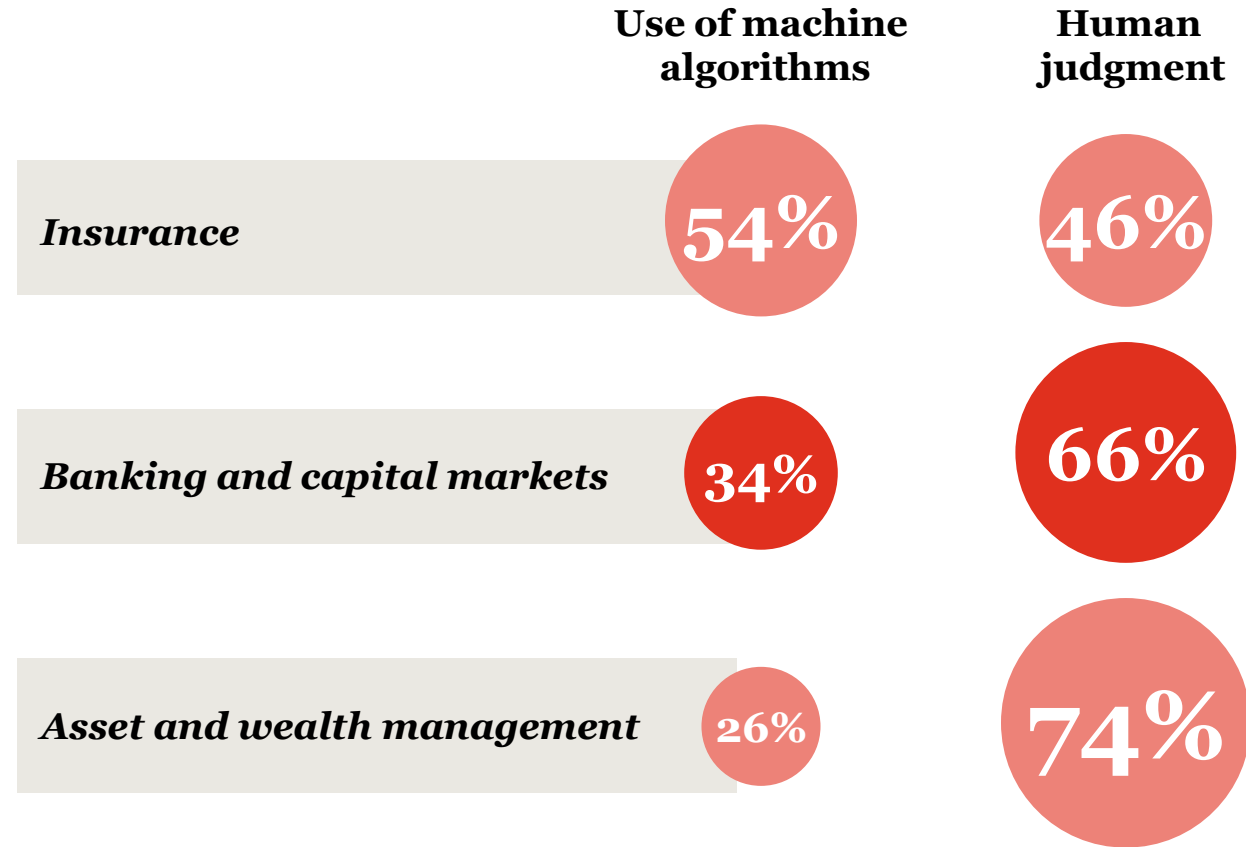 Use of machine
algorithms
Human
judgment
Insurance
54%
46%
Banking and capital markets
34%
66%
Asset and wealth management
26%
74%